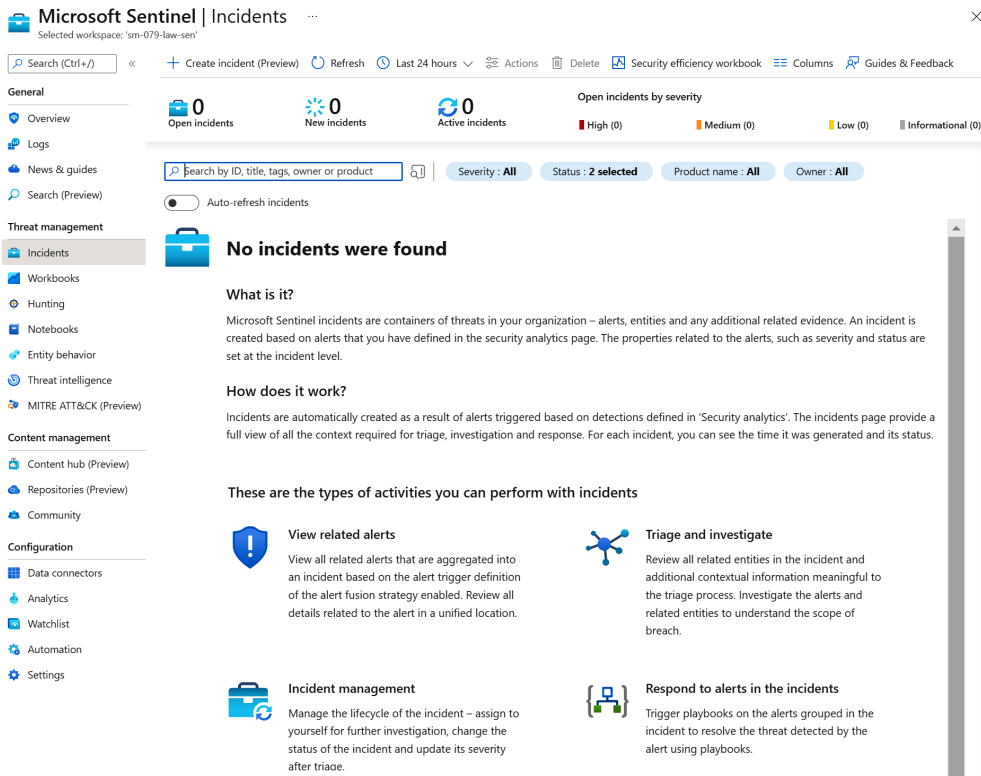 Microsoft Sentinel | Incidents ...
Selected workspace: 'sm-079-law-sen'
Search (Ctrl+/) «
General
Overview
Logs
News & guides
Search (Preview)
Threat management
Incidents
Workbooks
Hunting
Notebooks
Entity behavior
Threat intelligence
MITRE ATT&CK (Preview)
Content management
Content hub (Preview)
Repositories (Preview)
Community
Configuration
Data connectors
Analytics
Watchlist
Automation
Settings
+ Create incident (Preview) Refresh Last 24 hours Actions Delete Security efficiency workbook Columns Guides & Feedback
0
Open incidents
0
New incidents
0
Active incidents
Open incidents by severity
High (0) Medium (0) Low (0) Informational (0)
Search by ID, title, tags, owner or product Severity : All Status : 2 selected Product name : All Owner : All
Auto-refresh incidents
No incidents were found
What is it?
Microsoft Sentinel incidents are containers of threats in your organization – alerts, entities and any additional related evidence. An incident is
created based on alerts that you have defined in the security analytics page. The properties related to the alerts, such as severity and status are
set at the incident level.
How does it work?
Incidents are automatically created as a result of alerts triggered based on detections defined in 'Security analytics'. The incidents page provide a
full view of all the context required for triage, investigation and response. For each incident, you can see the time it was generated and its status.
These are the types of activities you can perform with incidents
View related alerts
View all related alerts that are aggregated into
an incident based on the alert trigger definition
of the alert fusion strategy enabled. Review all
details related to the alert in a unified location.
Triage and investigate
Review all related entities in the incident and
additional contextual information meaningful to
the triage process. Investigate the alerts and
related entities to understand the scope of
breach.
Incident management
Manage the lifecycle of the incident – assign to
yourself for further investigation, change the
status of the incident and update its severity
after triage.
Respond to alerts in the incidents
Trigger playbooks on the alerts grouped in the
incident to resolve the threat detected by the
alert using playbooks.